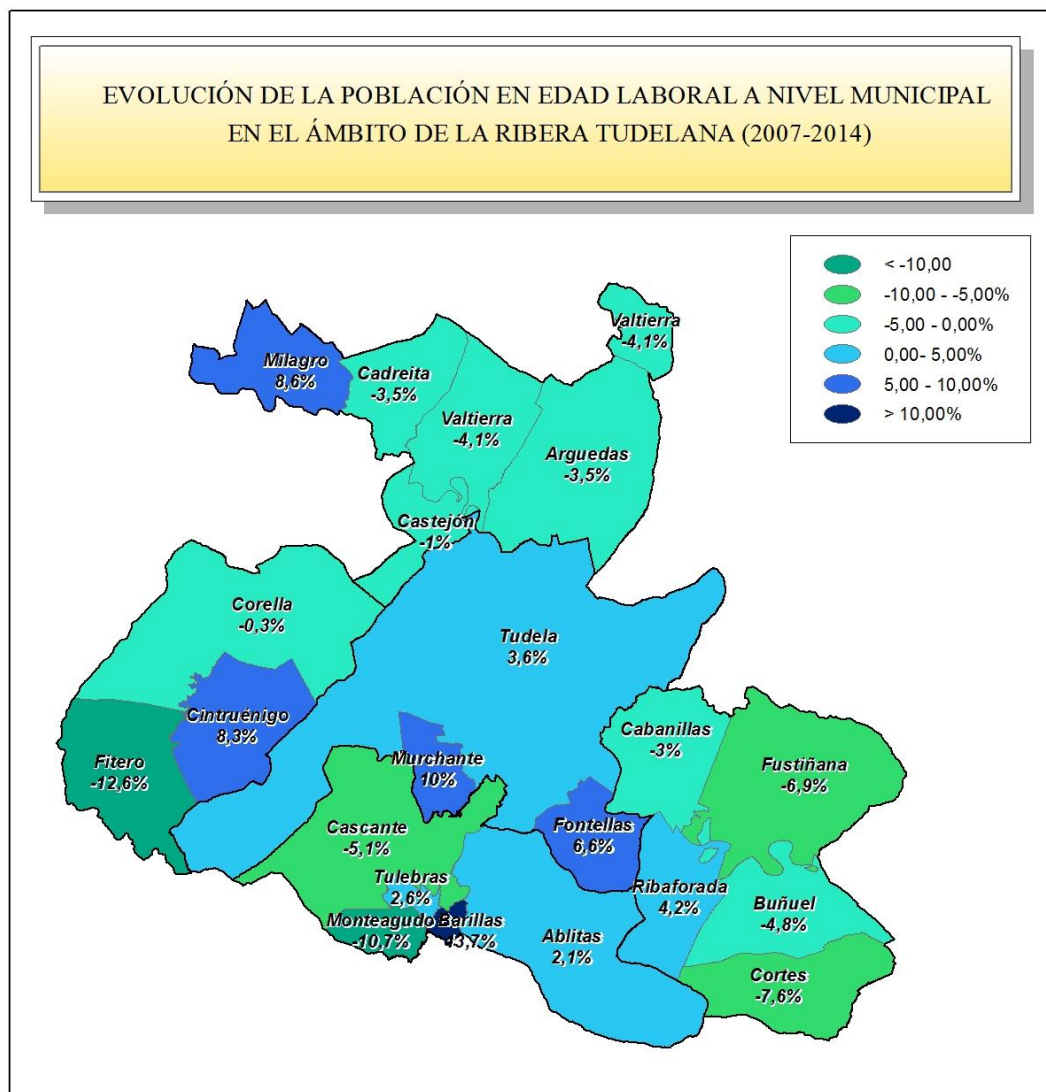 EVOLUCIÓN DE LA POBLACIÓN EN EDAD LABORAL A NIVEL MUNICIPAL
EN EL ÁMBITO DE LA RIBERA TUDELANA (2007-2014)
< -10,00
-10,00 - -5,00%
-5,00 - 0,00%
0,00- 5,00%
5,00 - 10,00%
> 10,00%
Valtierra
-4,1%
Milagro
8,6%
Cadreita
-3,5%
Valtierra
-4,1%
Arguedas
-3,5%
Castejón
-1%
Corella
-0,3%
Tudela
3,6%
Cintruénigo
8,3%
Fitero
-12,6%
Murchante
10%
Cabanillas
-3%
Fustiñana
-6,9%
Cascante
-5,1%
Fontellas
6,6%
Tulebras
2,6%
Ribaforada
4,2%
Buñuel
-4,8%
Monteagudo
-10,7%
Barillas
13,7%
Ablitas
2,1%
Cortes
-7,6%